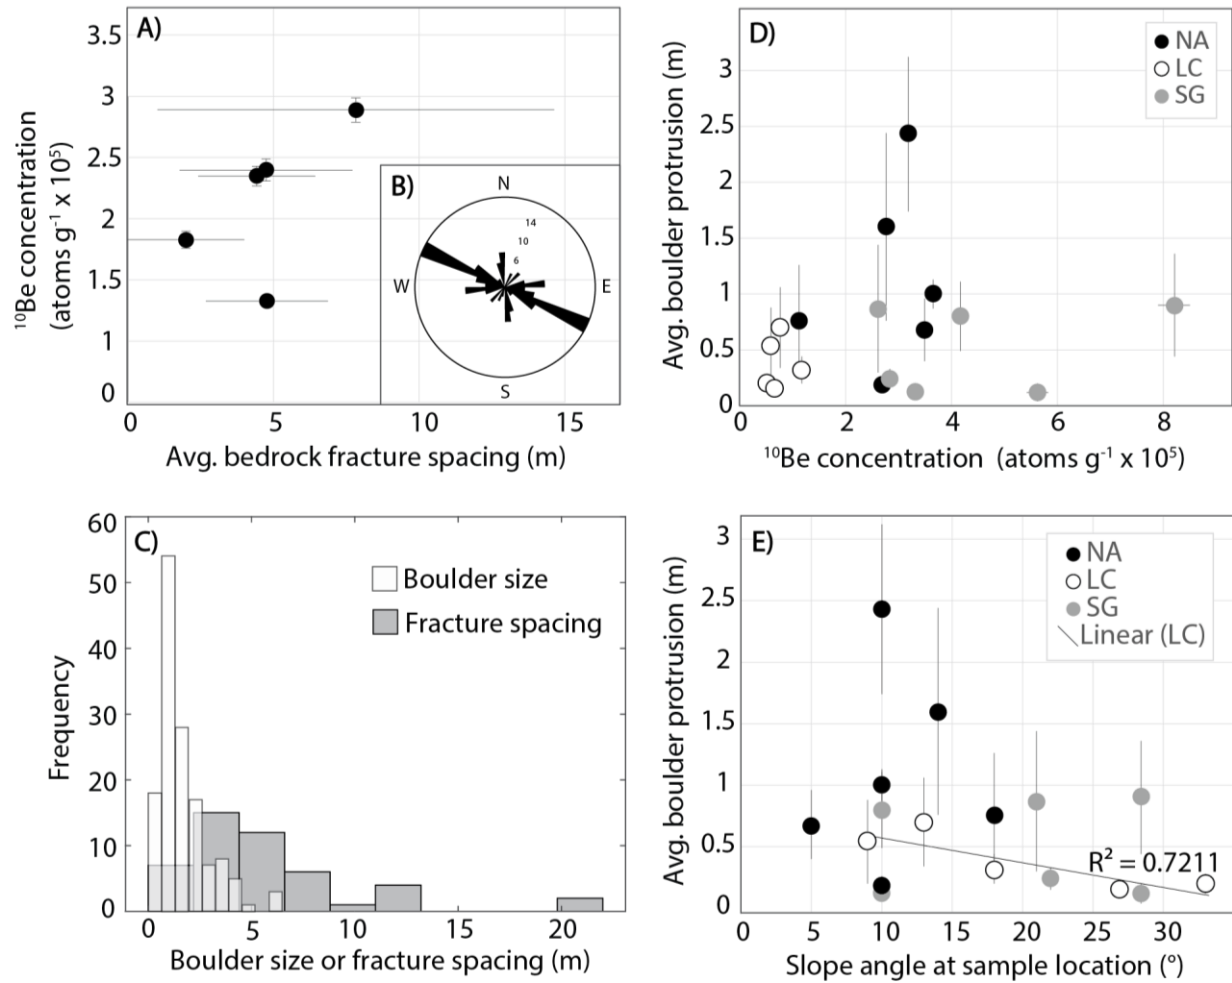 A)
3.5
3
2.5
2
1.5
1
0
¹⁰Be concentration
(atoms g⁻¹ x 10⁵)
0
5
10
15
Avg. bedrock fracture spacing (m)
B)
N
14
10
6
W
E
S
C)
60
50
40
30
20
10
0
Frequency
Boulder size
Fracture spacing
0
5
10
15
20
Boulder size or fracture spacing (m)
D)
NA
LC
SG
3
2.5
2
1.5
1
0.5
0
Avg. boulder protrusion (m)
0
2
4
6
8
¹⁰Be concentration (atoms g⁻¹ x 10⁵)
E)
NA
LC
SG
Linear (LC)
3
2.5
2
1.5
1
0.5
0
Avg. boulder protrusion (m)
R² = 0.7211
0
5
10
15
20
25
30
Slope angle at sample location (°)